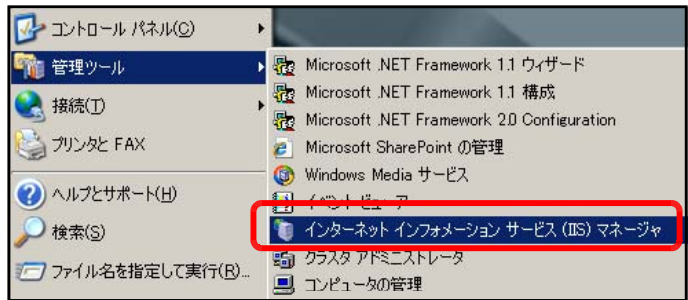 コントロール パネル(C)
管理ツール
接続(T)
プリンタと FAX
ヘルプとサポート(H)
検索(S)
ファイル名を指定して実行(R)...
Microsoft .NET Framework 1.1 ウィザード
Microsoft .NET Framework 1.1 構成
Microsoft .NET Framework 2.0 Configuration
Microsoft SharePoint の管理
Windows Media サービス
イベント ビューア
インターネット インフォメーション サービス (IIS) マネージャ
クラスタ アドミニストレータ
コンピュータの管理